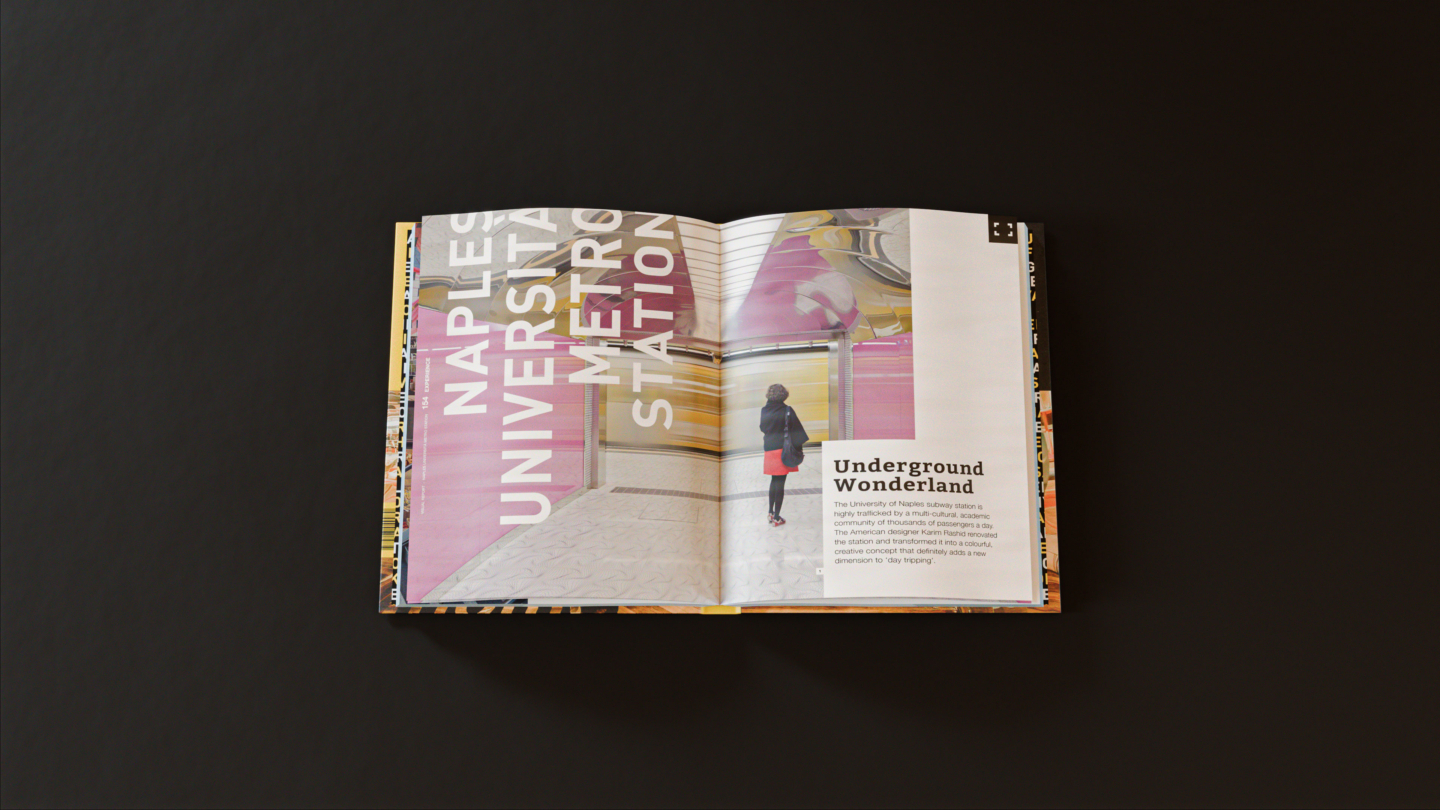 NAPLES
UNIVERSITA
METRO
STATION
154 EXPERIENCE
Underground
Wonderland
The University of Naples subway station is
highly trafficked by a multi-cultural, academic
community of thousands of passengers a day.
The American designer Karim Rashid renovated
the station and transformed it into a colourful,
creative concept that definitely adds a new
dimension to 'day tripping'.